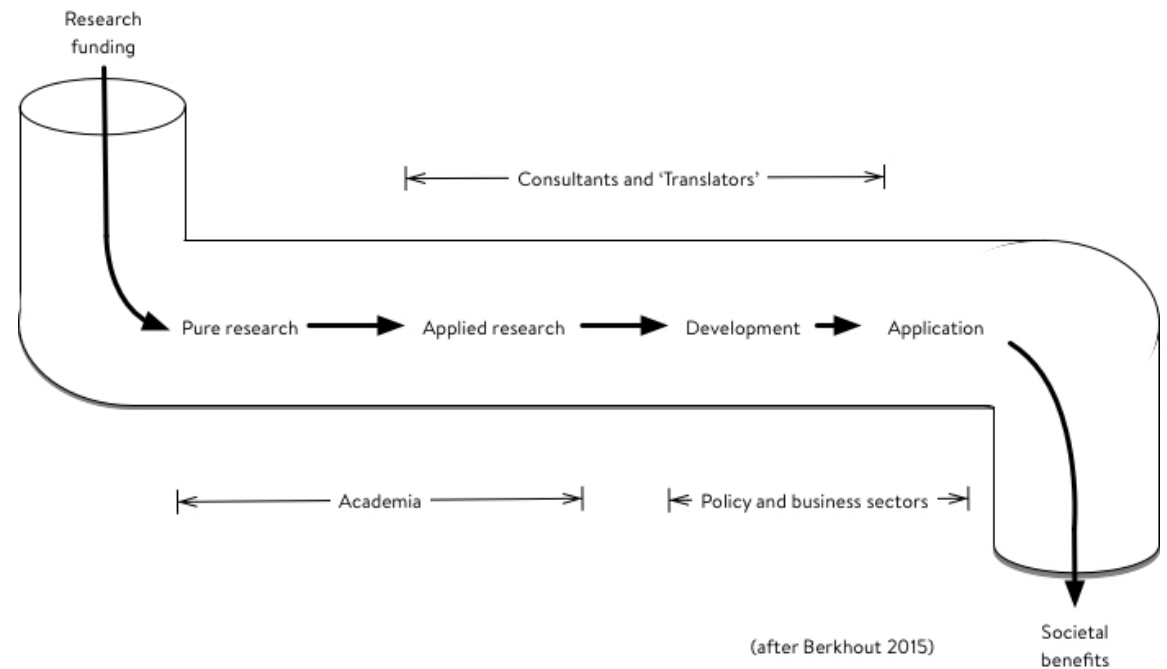 Research
funding
Consultants and ‘Translators’
Pure research
Applied research
Development
Application
Academia
Policy and business sectors
(after Berkhout 2015)
Societal
benefits